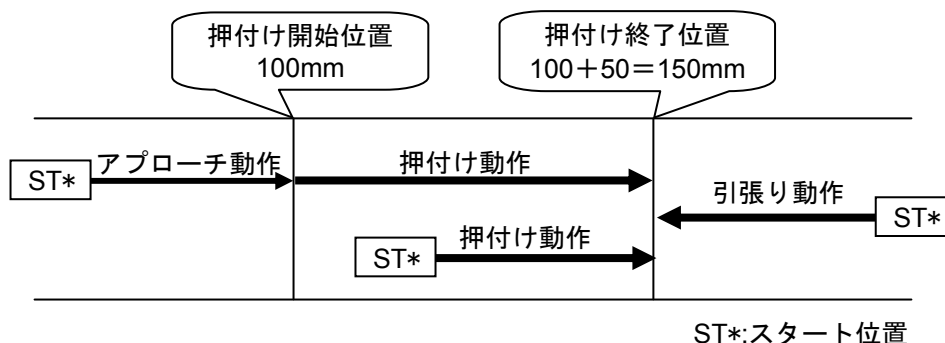 押付け開始位置
100mm
押付け終了位置
100+50=150mm
ST*
アプローチ動作
押付け動作
引張り動作
ST*
ST*
押付け動作
ST*:スタート位置